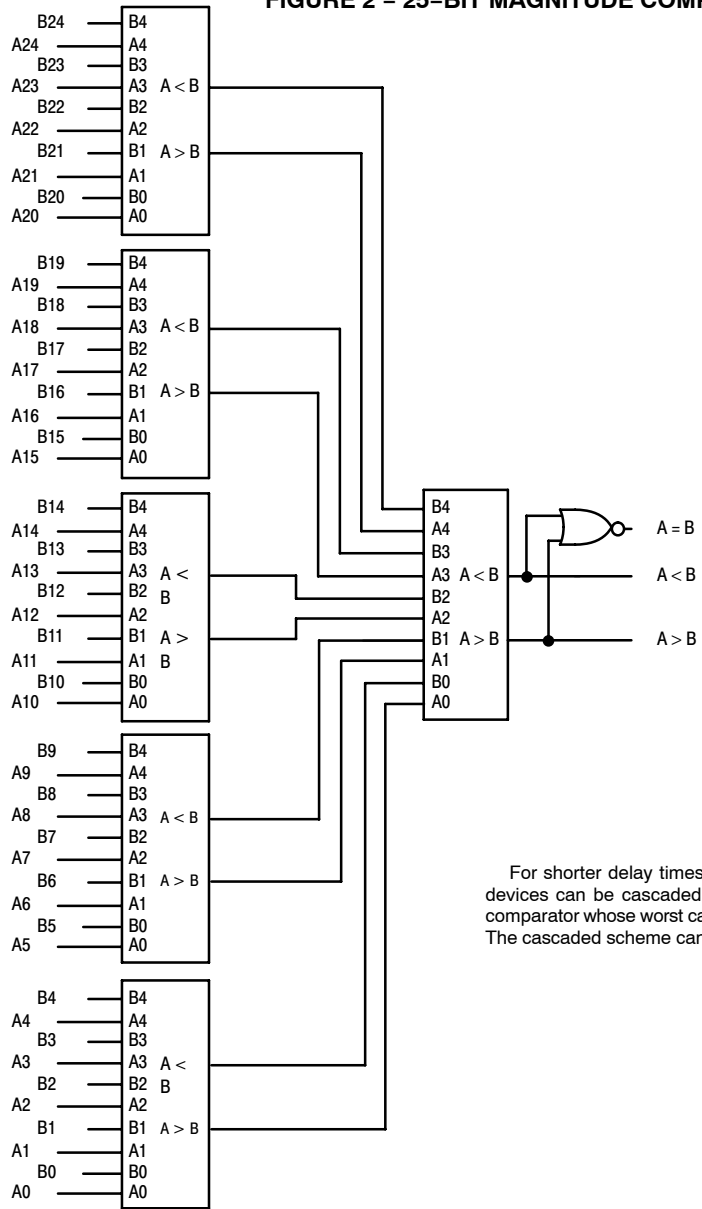 FIGURE 2 – 25–BIT MAGNITUDE
B24 B4
A24 A4
B23 B3
A23 A3 A < B
B22 B2
A22 A2
B21 B1 A > B
A21 A1
B20 B0
A20 A0
B19 B4
A19 A4
B18 B3
A18 A3 A < B
B17 B2
A17 A2
B16 B1 A > B
A16 A1
B15 B0
A15 A0
B14 B4
A14 A4
B13 B3
A13 A3 A <
B12 B2 B
A12 A2
B11 B1 A >
A11 A1 B
B10 B0
A10 A0
B4
A4
B3
A3 A < B
B2
A2
B1 A > B
A1
B0
A0
A = B
A < B
A > B
B9 B4
A9 A4
B8 B3
A8 A3 A < B
B7 B2
A7 A2
B6 B1 A > B
A6 A1
B5 B0
A5 A0
For shorter delay times
devices can be cascaded
comparator whose worst
The cascaded scheme
B4 B4
A4 A4
B3 B3
A3 A3 A <
B2 B2 B
A2 A2
B1 B1 A > B
A1 A1
B0 B0
A0 A0